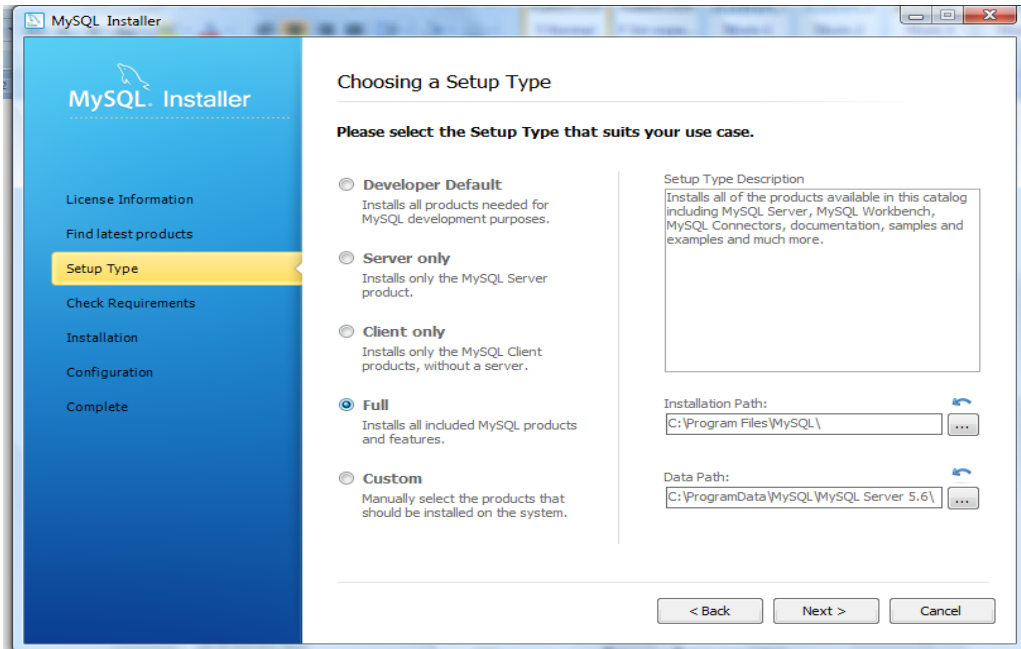 MySQL Installer
MySQL. Installer
License Information
Find latest products
Setup Type
Check Requirements
Installation
Configuration
Complete
Choosing a Setup Type
Please select the Setup Type that suits your use case.
Developer Default
Installs all products needed for
MySQL development purposes.
Server only
Installs only the MySQL Server
product.
Client only
Installs only the MySQL Client
products, without a server.
Full
Installs all included MySQL products
and features.
Custom
Manually select the products that
should be installed on the system.
Setup Type Description
Installs all of the products available in this catalog
including MySQL Server, MySQL Workbench,
MySQL Connectors, documentation, samples and
examples and much more.
Installation Path:
C:\Program Files\MySQL\
...
Data Path:
C:\ProgramData\MySQL\MySQL Server 5.6\
...
< Back
Next >
Cancel